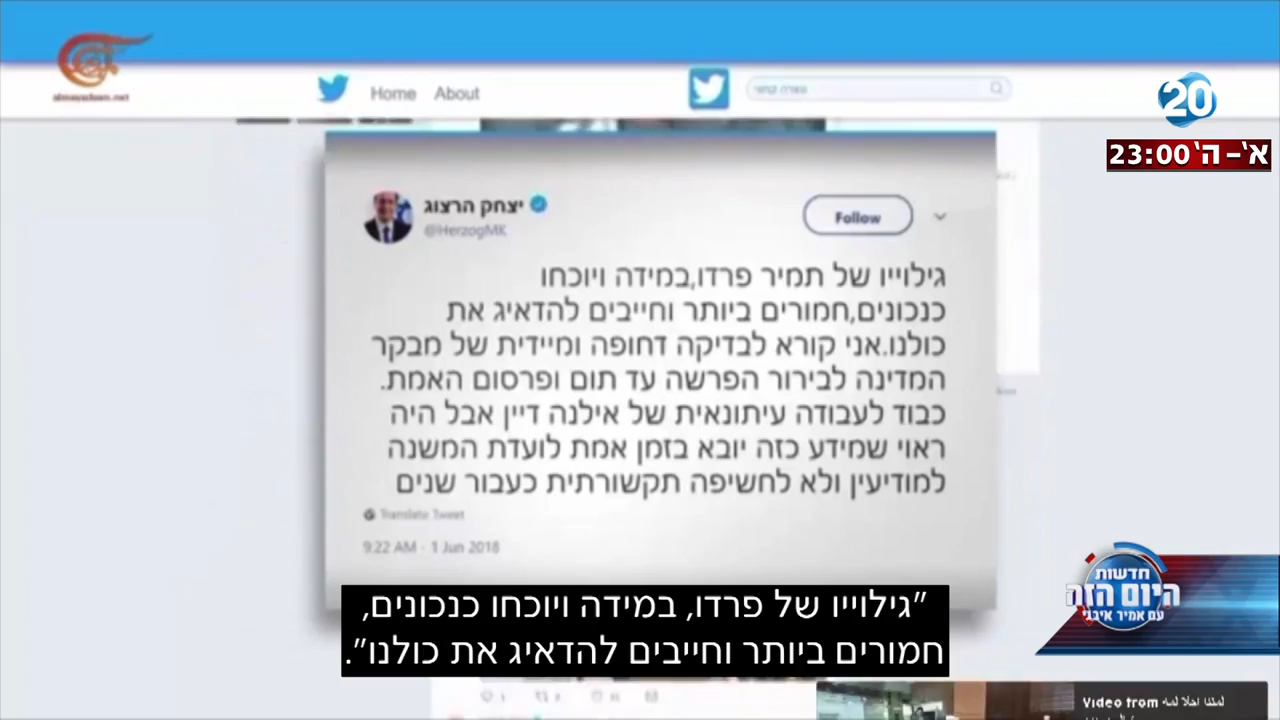 almayadeen.net
Home About
20
א'-ה' 23:00
יצחק הרצוג
@HerzogMK
Follow
גילוייו של תמיר פרדו,במידה ויוכחו
כנכונים,חמורים ביותר וחייבים להדאיג את
כולנו.אני קורא לבדיקה דחופה ומיידית של מבקר
המדינה לבירור הפרשה עד תום ופרסום האמת.
כבוד לעבודה עיתונאית של אילנה דיין אבל היה
ראוי שמידע כזה יובא בזמן אמת לועדת המשנה
למודיעין ולא לחשיפה תקשורתית כעבור שנים
Translate Tweet
9:22 AM - 1 Jun 2018
חדשות
היום הזה
עם אמיר איבגי
"גילוייו של פרדו, במידה ויוכחו כנכונים,
חמורים ביותר וחייבים להדאיג את כולנו".
Video from